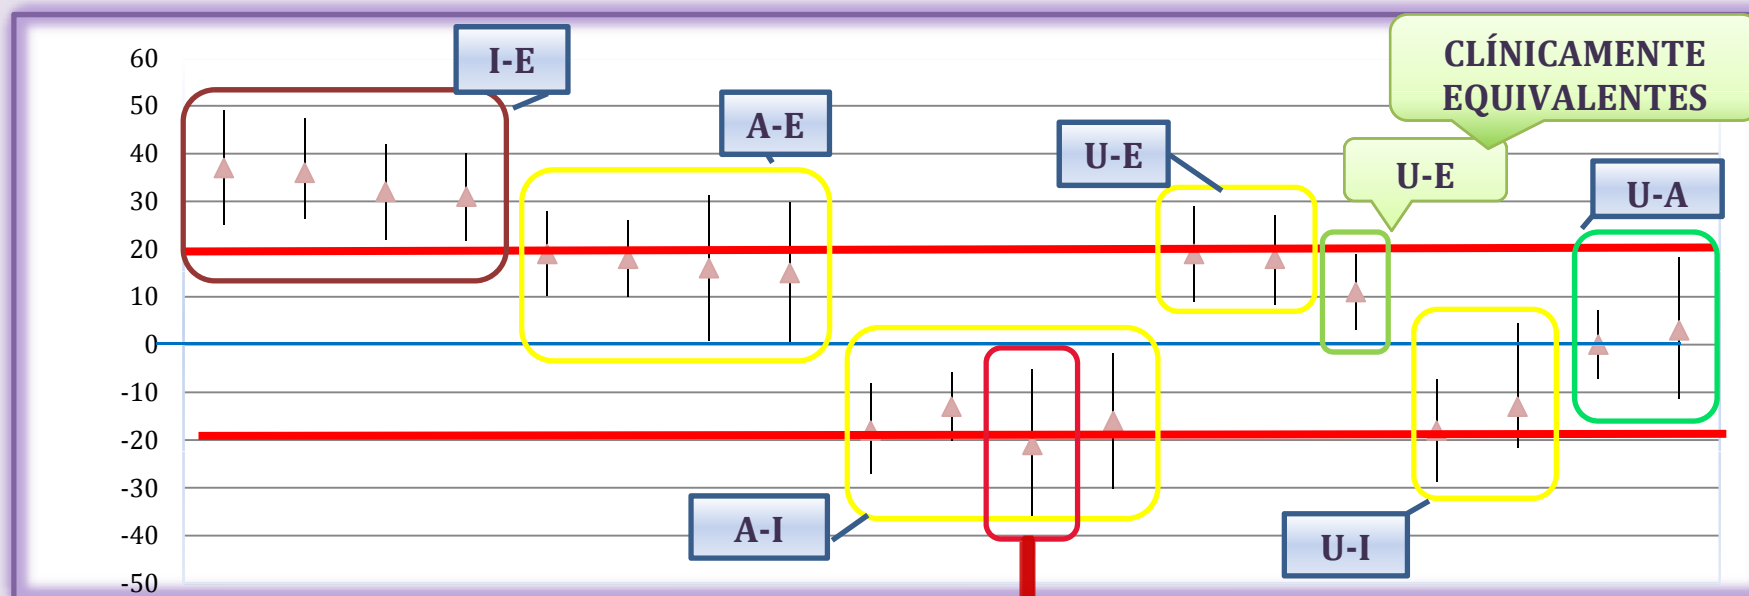 I-E
A-E
U-E
CLÍNICAMENTE
EQUIVALENTES
U-E
U-A
60
50
40
30
20
10
0
-10
-20
-30
-40
-50
A-I
U-I